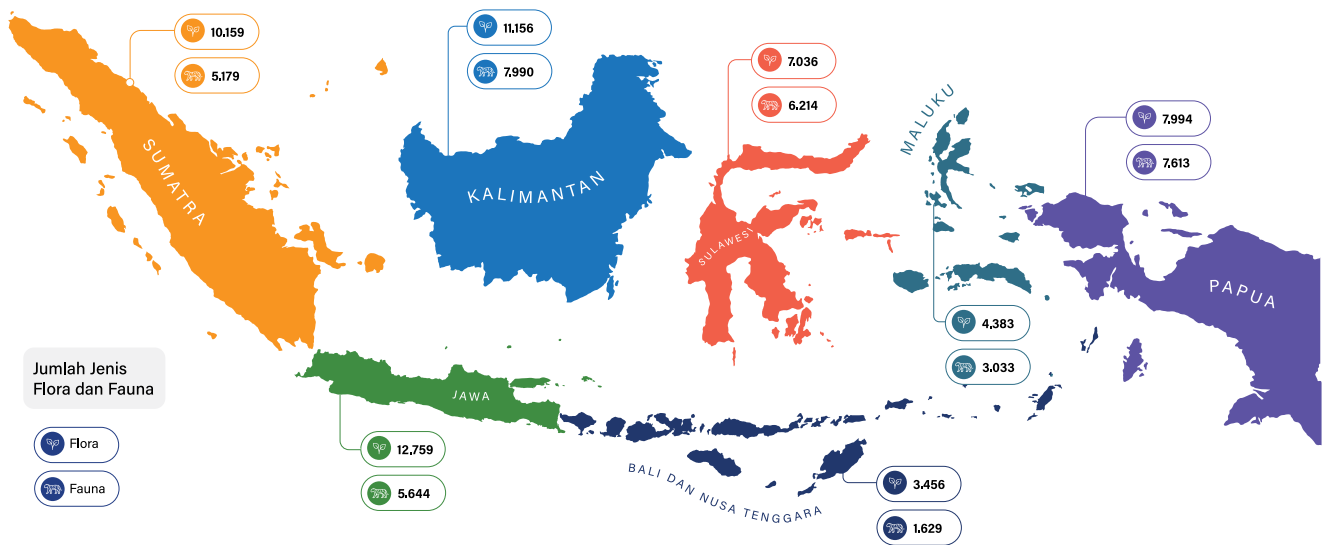 10.159
5.179
SUMATRA
11.156
7.990
KALIMANTAN
7.036
6.214
SULAWESI
MALUKU
4.383
3.033
7.994
7.613
PAPUA
Jumlah Jenis
Flora dan Fauna
Flora
Fauna
JAWA
12.759
5.644
BALI DAN NUSA TENGGARA
3.456
1.629